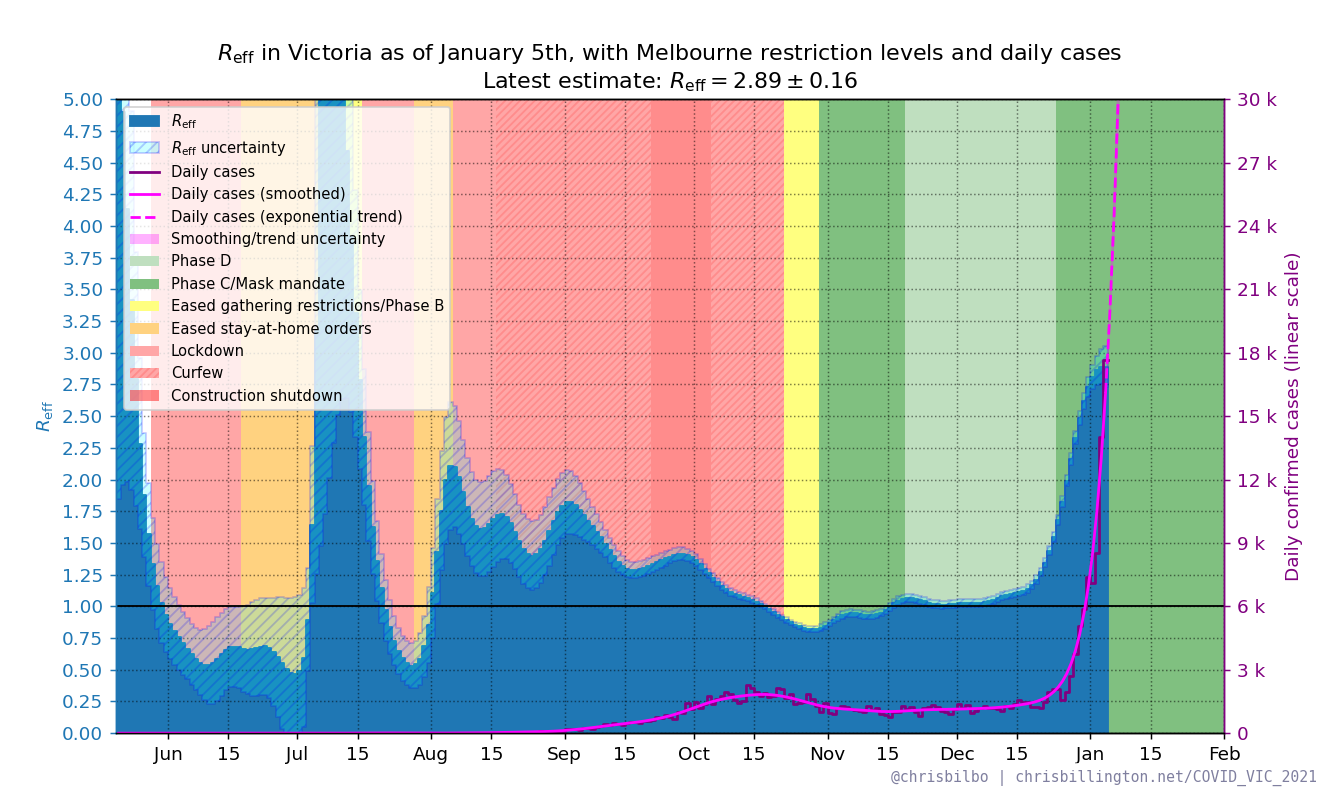 R_eff in Victoria as of January 5th, with Melbourne restriction levels and daily cases
Latest estimate: R_eff = 2.89 ± 0.16
5.00
4.75
4.50
4.25
4.00
3.75
3.50
3.25
3.00
2.75
2.50
2.25
2.00
1.75
1.50
1.25
1.00
0.75
0.50
0.25
0.00
R_eff
R_eff
R_eff uncertainty
Daily cases
Daily cases (smoothed)
Daily cases (exponential trend)
Smoothing/trend uncertainty
Phase D
Phase C/Mask mandate
Eased gathering restrictions/Phase B
Eased stay-at-home orders
Lockdown
Curfew
Construction shutdown
30 k
27 k
24 k
21 k
18 k
15 k
12 k
9 k
6 k
3 k
0
Daily confirmed cases (linear scale)
Jun 15 Jul 15 Aug 15 Sep 15 Oct 15 Nov 15 Dec 15 Jan 15 Feb
@chrisbilbo | chrisbillington.net/COVID_VIC_2021